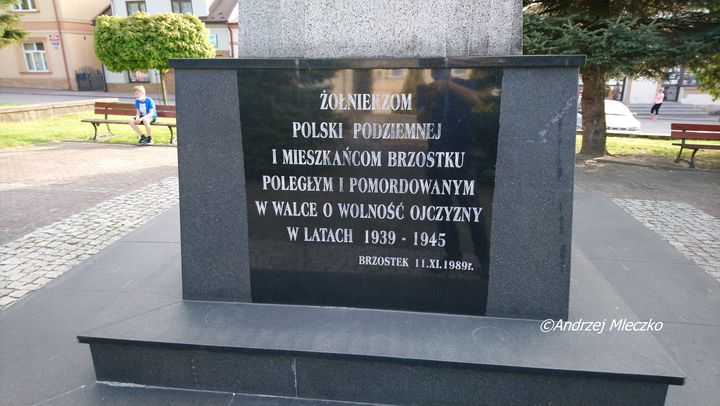 ŻOŁNIERZOM
POLSKI PODZIEMNEJ
I MIESZKAŃCOM BRZOSTKU
POLEGŁYM I POMORDOWANYM
W WALCE O WOLNOŚĆ OJCZYZNY
W LATACH 1939 - 1945
BRZOSTEK 11.XI.1989r.
©Andrzej Mleczko